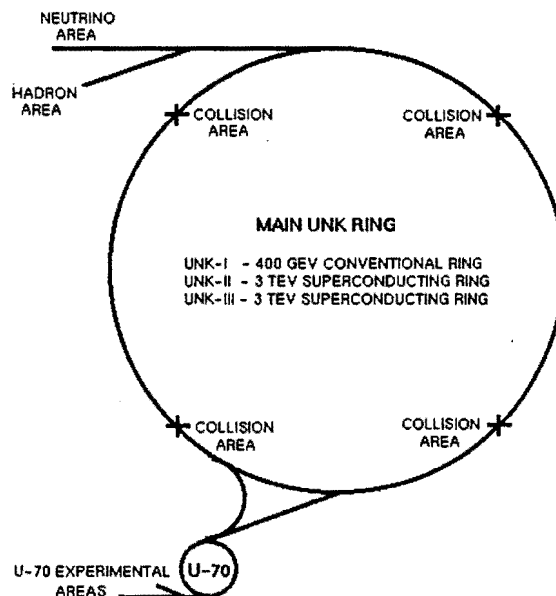 NEUTRINO
AREA
HADRON
AREA
COLLISION
AREA
COLLISION
AREA
MAIN UNK RING
UNK-I - 400 GEV CONVENTIONAL RING
UNK-II - 3 TEV SUPERCONDUCTING RING
UNK-III - 3 TEV SUPERCONDUCTING RING
COLLISION
AREA
COLLISION
AREA
U-70 EXPERIMENTAL
AREAS
U-70